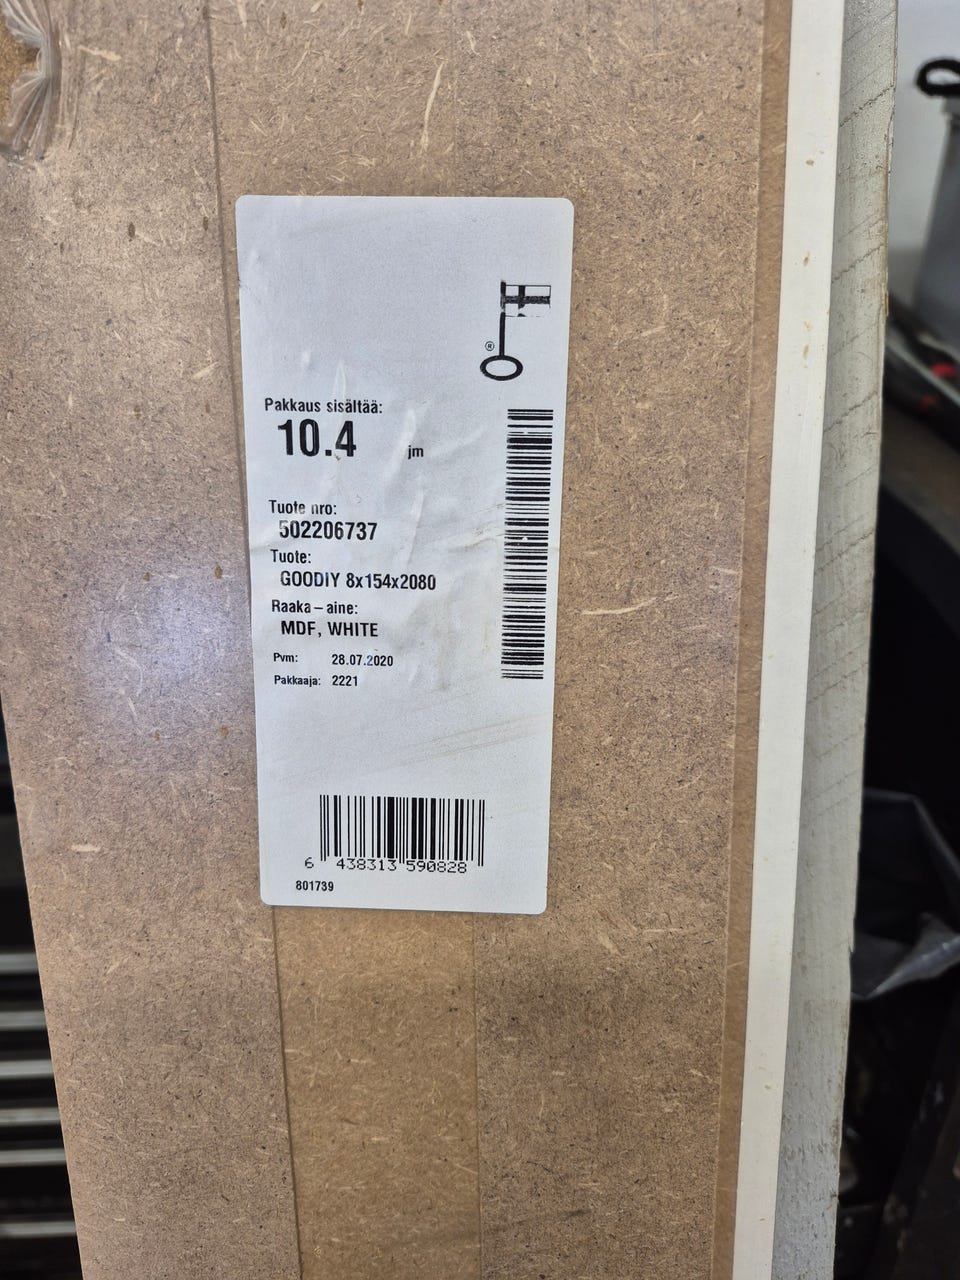 ®
Pakkaus sisältää:
10.4 jm
Tuote nro:
502206737
Tuote:
GOODIY 8x154x2080
Raaka-aine:
MDF, WHITE
Pvm: 28.07.2020
Pakkaaja: 2221
6 438313 590828
801739